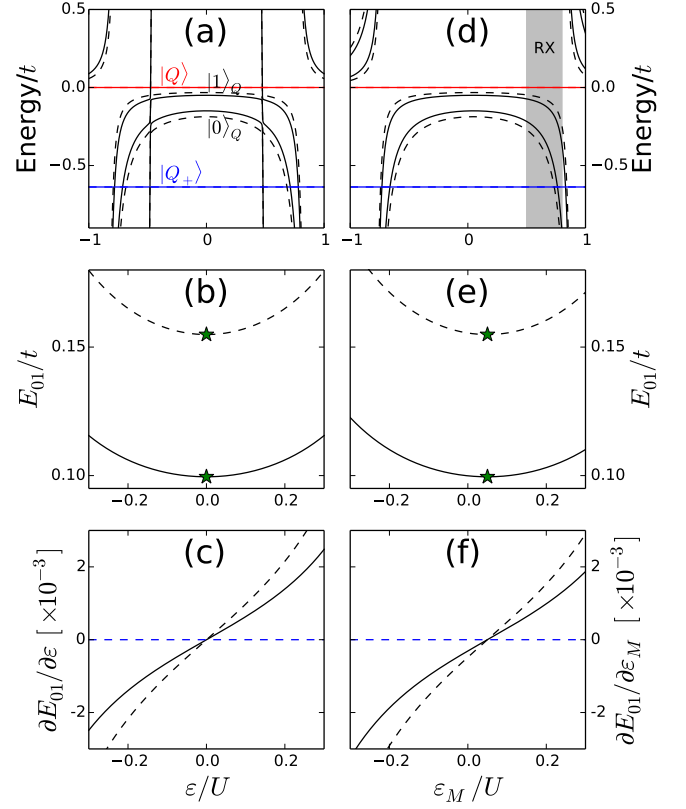 (a)
(d)
RX
|Q⟩
|1⟩_Q
|0⟩_Q
|Q_+⟩
Energy/t
0.5
0.0
−0.5
−1
0
1
−1
0
1
0.5
0.0
−0.5
Energy/t
(b)
(e)
E_01/t
0.15
0.10
−0.2
0.0
0.2
−0.2
0.0
0.2
0.15
0.10
E_01/t
(c)
(f)
∂E_01/∂ε [ ×10^−3 ]
2
0
-2
−0.2
0.0
0.2
−0.2
0.0
0.2
2
0
-2
∂E_01/∂ε_M [ ×10^−3 ]
ε/U
ε_M/U